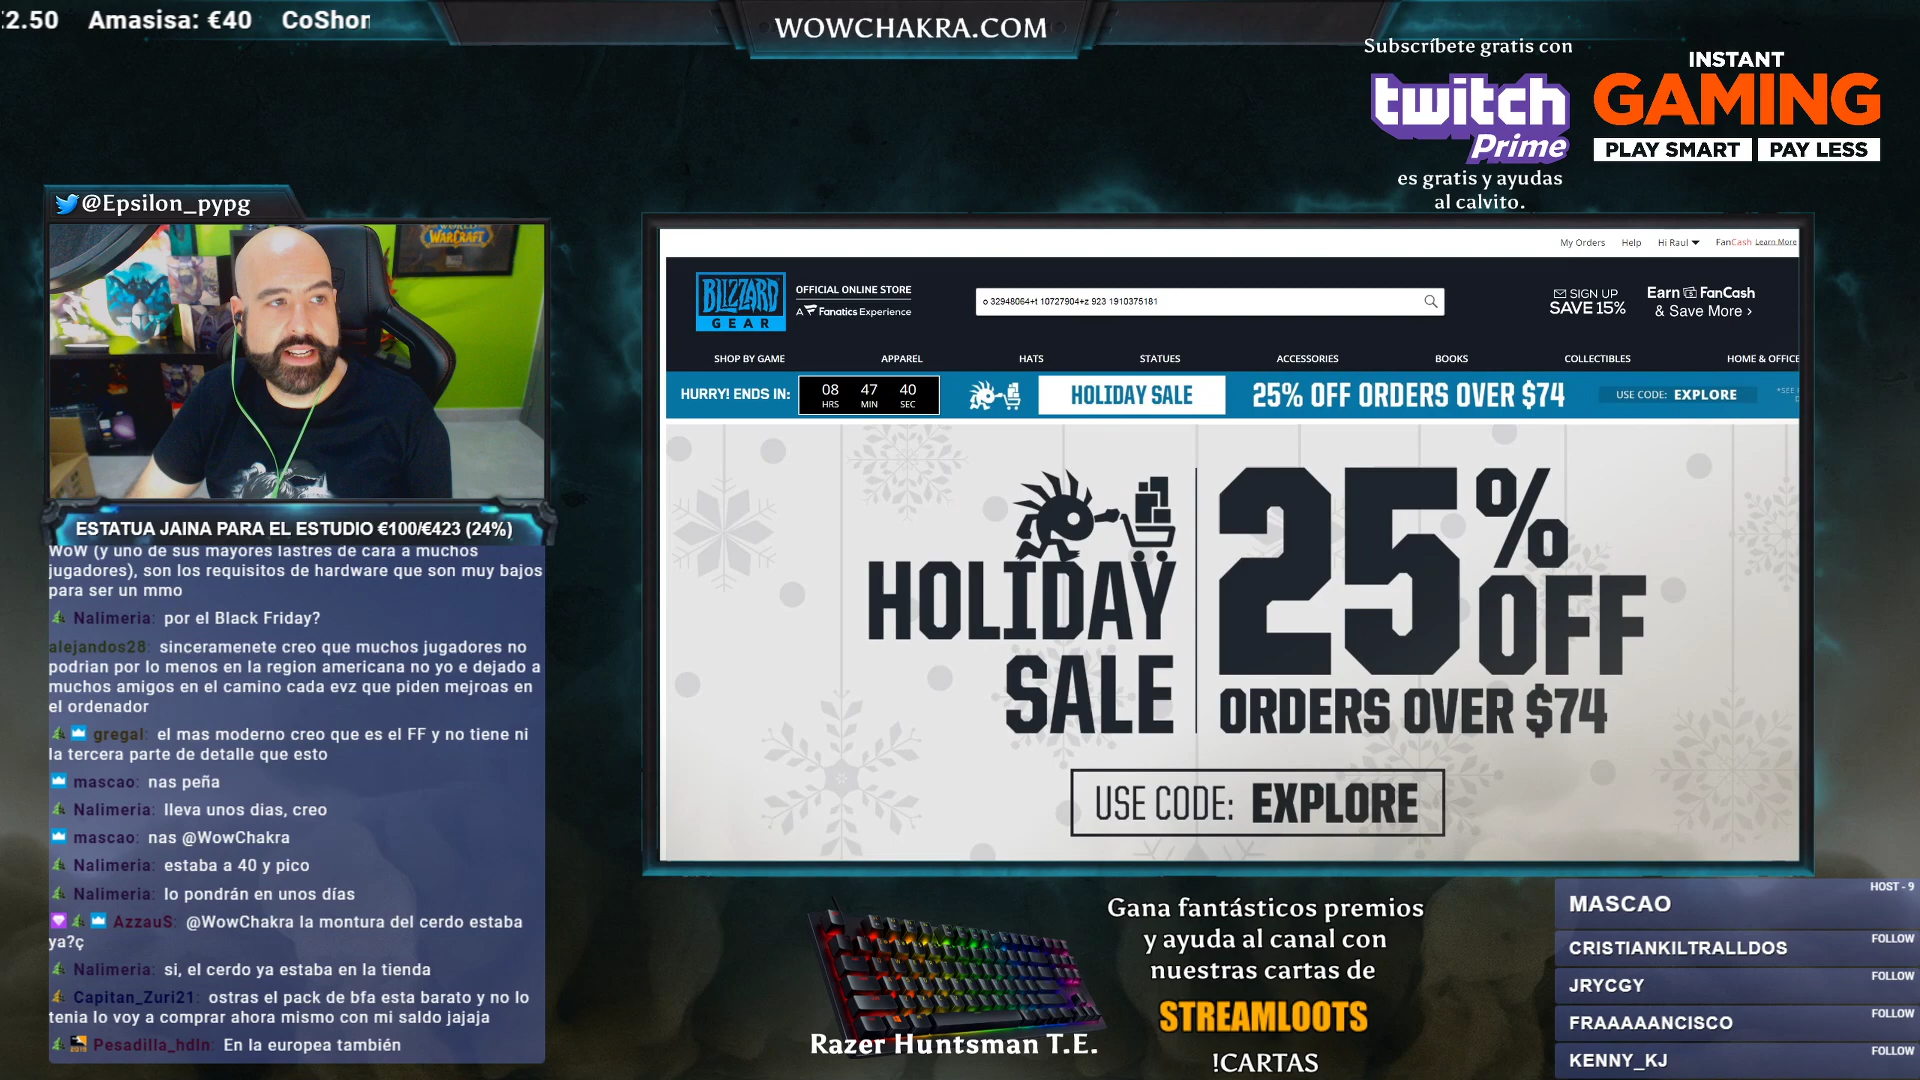 2.50 Amasisa: €40 CoShor
WOWCHAKRA.COM
Subscríbete gratis con
twitch
Prime
es gratis y ayudas
al calvito.
INSTANT
GAMING
PLAY SMART PAY LESS
@Epsilon_pypg
WORLD
WARCRAFT
ESTATUA JAINA PARA EL ESTUDIO €100/€423 (24%)
WoW (y uno de sus mayores lastres de cara a muchos
jugadores), son los requisitos de hardware que son muy bajos
para ser un mmo
Nalimeria: por el Black Friday?
alejandos28: sinceramenete creo que muchos jugadores no
podrian por lo menos en la region americana no yo e dejado a
muchos amigos en el camino cada evz que piden mejroas en
el ordenador
gregal: el mas moderno creo que es el FF y no tiene ni
la tercera parte de detalle que esto
mascao: nas peña
Nalimeria: lleva unos días, creo
mascao: nas @WowChakra
Nalimeria: estaba a 40 y pico
Nalimeria: lo pondrán en unos días
AzzauS: @WowChakra la montura del cerdo estaba
ya?ç
Nalimeria: si, el cerdo ya estaba en la tienda
Capitan_Zuri21: ostras el pack de bfa esta barato y no lo
tenia lo voy a comprar ahora mismo con mi saldo jajaja
Pesadilla_hdln: En la europea también
My Orders Help Hi Raul FanCash Learn More
BLIZZARD
GEAR
OFFICIAL ONLINE STORE
A Fanatics Experience
o 32948064+t 10727904+z 923 1910375181
SIGN UP
SAVE 15%
Earn FanCash
& Save More >
SHOP BY GAME APPAREL HATS STATUES ACCESSORIES BOOKS COLLECTIBLES HOME & OFFICE
HURRY! ENDS IN: 08 HRS 47 MIN 40 SEC HOLIDAY SALE 25% OFF ORDERS OVER $74 USE CODE: EXPLORE *SEE
HOLIDAY
SALE
25% OFF
ORDERS OVER $74
USE CODE: EXPLORE
Razer Huntsman T.E.
Gana fantásticos premios
y ayuda al canal con
nuestras cartas de
STREAMLOOTS
!CARTAS
MASCAO HOST - 9
CRISTIANKILTRALLDOS FOLLOW
JRYCGY FOLLOW
FRAAAAANCISCO FOLLOW
KENNY_KJ FOLLOW